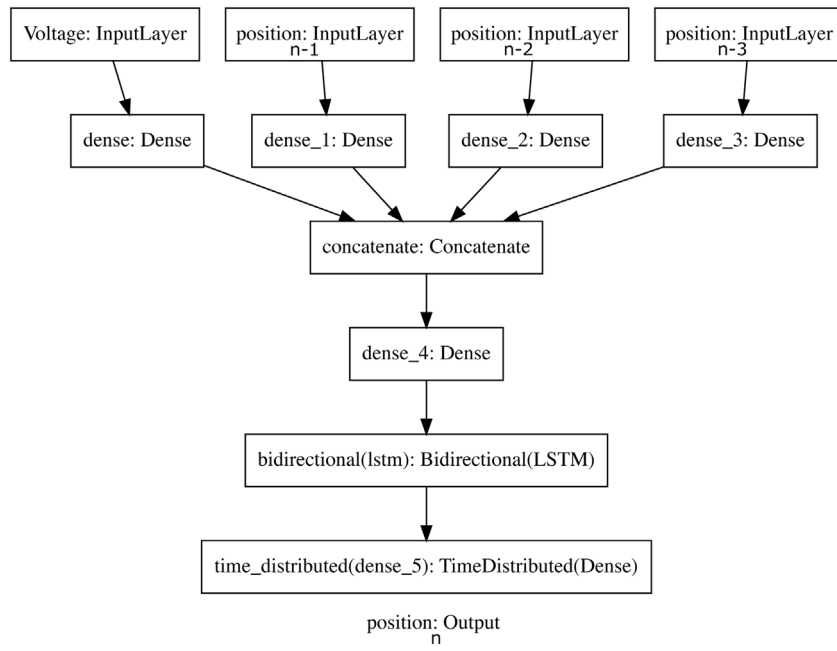 Voltage: InputLayer
position: InputLayer
n-1
position: InputLayer
n-2
position: InputLayer
n-3
dense: Dense
dense_1: Dense
dense_2: Dense
dense_3: Dense
concatenate: Concatenate
dense_4: Dense
bidirectional(lstm): Bidirectional(LSTM)
time_distributed(dense_5): TimeDistributed(Dense)
position: Output
n